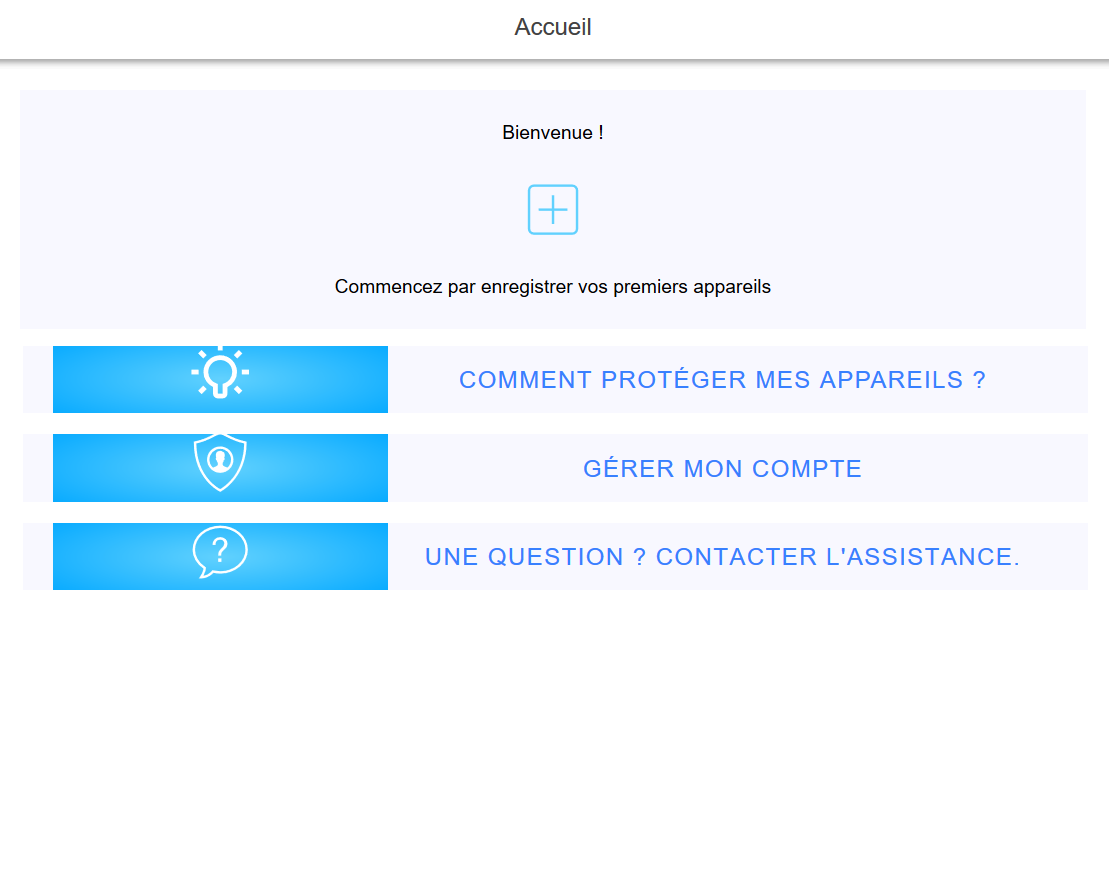 Accueil
Bienvenue !
Commencez par enregistrer vos premiers appareils
COMMENT PROTÉGER MES APPAREILS ?
GÉRER MON COMPTE
?
UNE QUESTION ? CONTACTER L'ASSISTANCE.